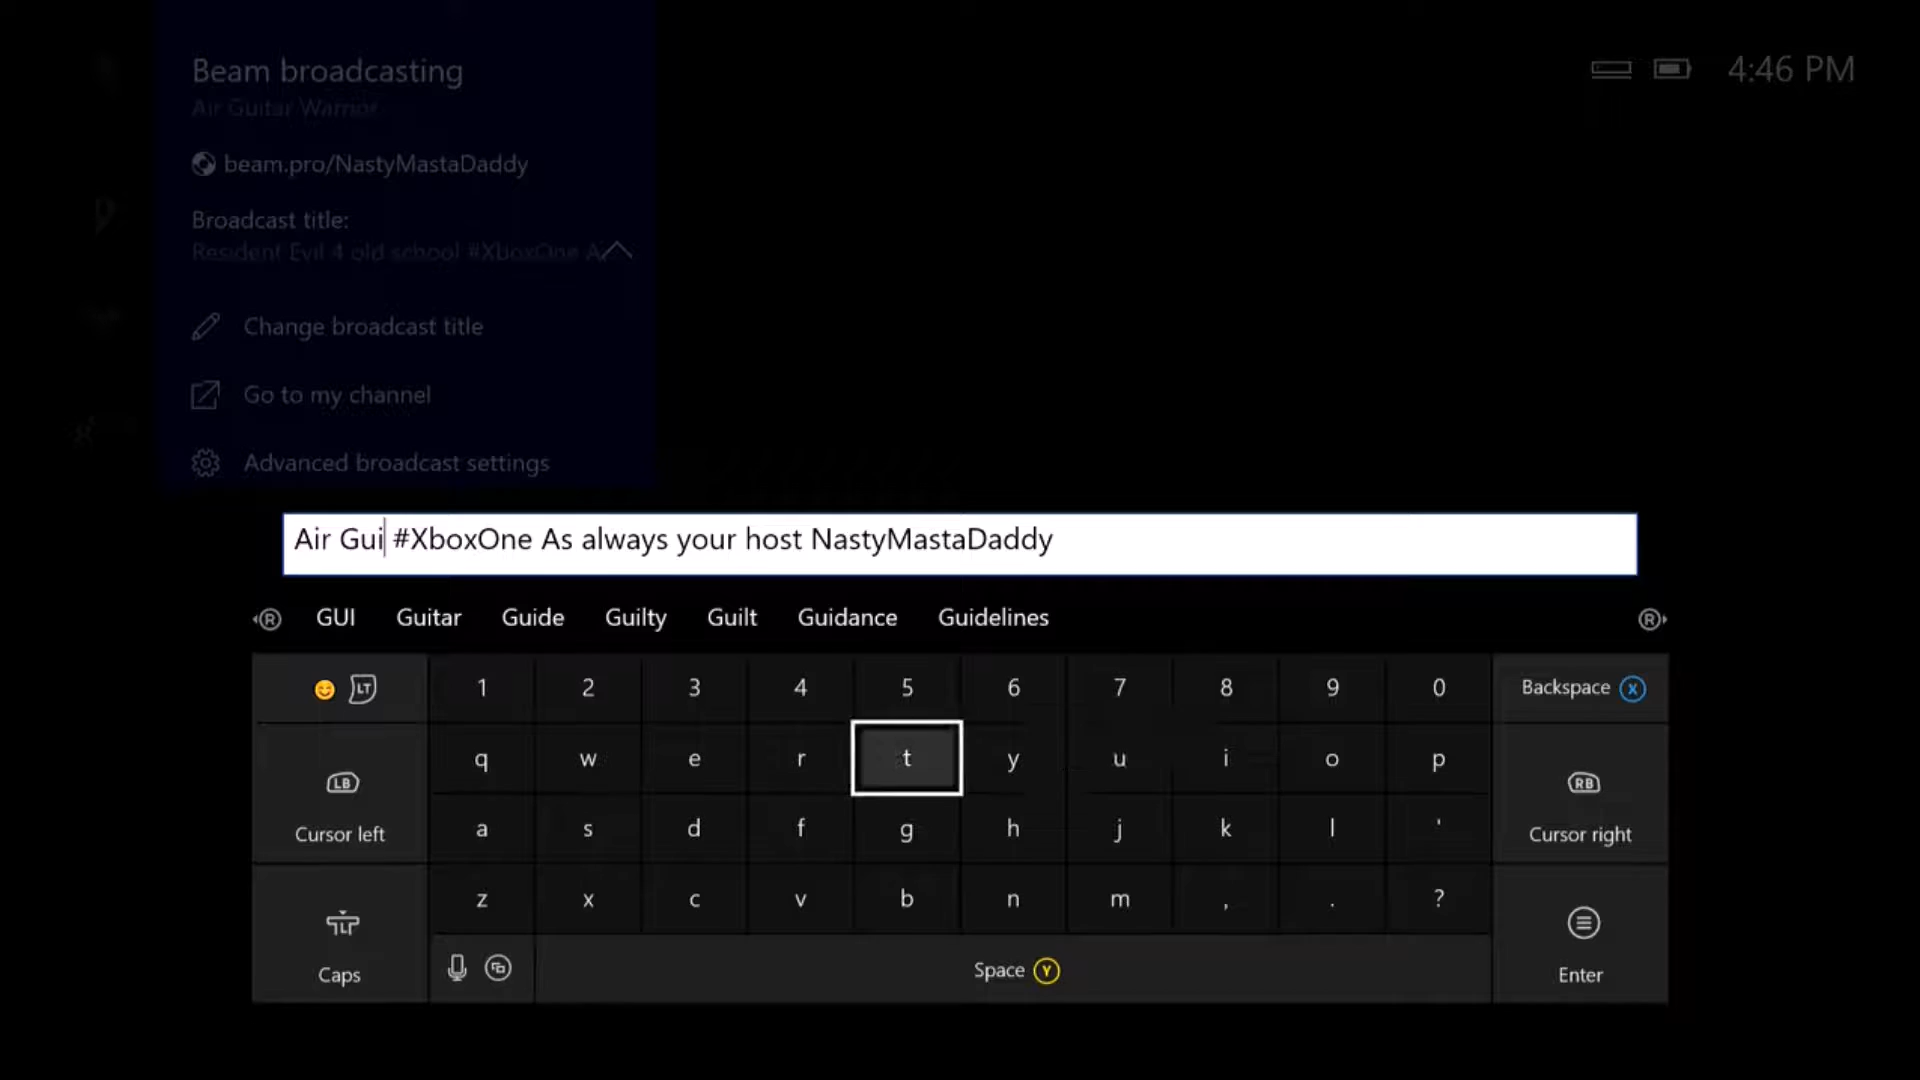 Beam broadcasting
4:46 PM
Air Guitar Warrior
beam.pro/NastyMastaDaddy
Broadcast title:
Resident Evil 4 old school #XboxOne A
Change broadcast title
Go to my channel
Advanced broadcast settings
Air Gui #XboxOne As always your host NastyMastaDaddy
R GUI Guitar Guide Guilty Guilt Guidance Guidelines R
LT 1 2 3 4 5 6 7 8 9 0 Backspace X
q w e r t y u i o p
LB RB
a s d f g h j k l '
Cursor left Cursor right
z x c v b n m , . ?
Caps Space Y Enter